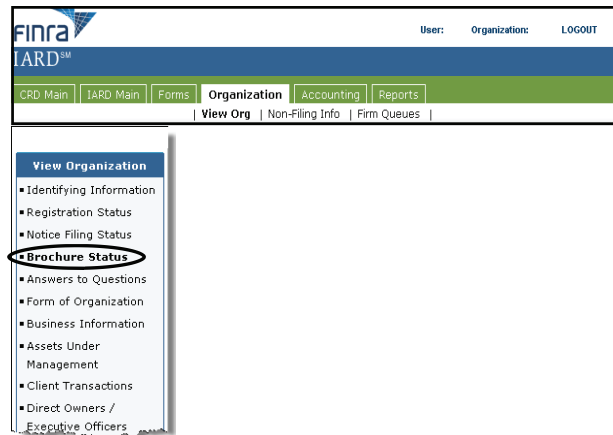 Finra
User: Organization: LOGOUT
IARD℠
CRD Main IARD Main Forms Organization Accounting Reports
| View Org | Non-Filing Info | Firm Queues |
View Organization
Identifying Information
Registration Status
Notice Filing Status
Brochure Status
Answers to Questions
Form of Organization
Business Information
Assets Under
Management
Client Transactions
Direct Owners /
Executive Officers